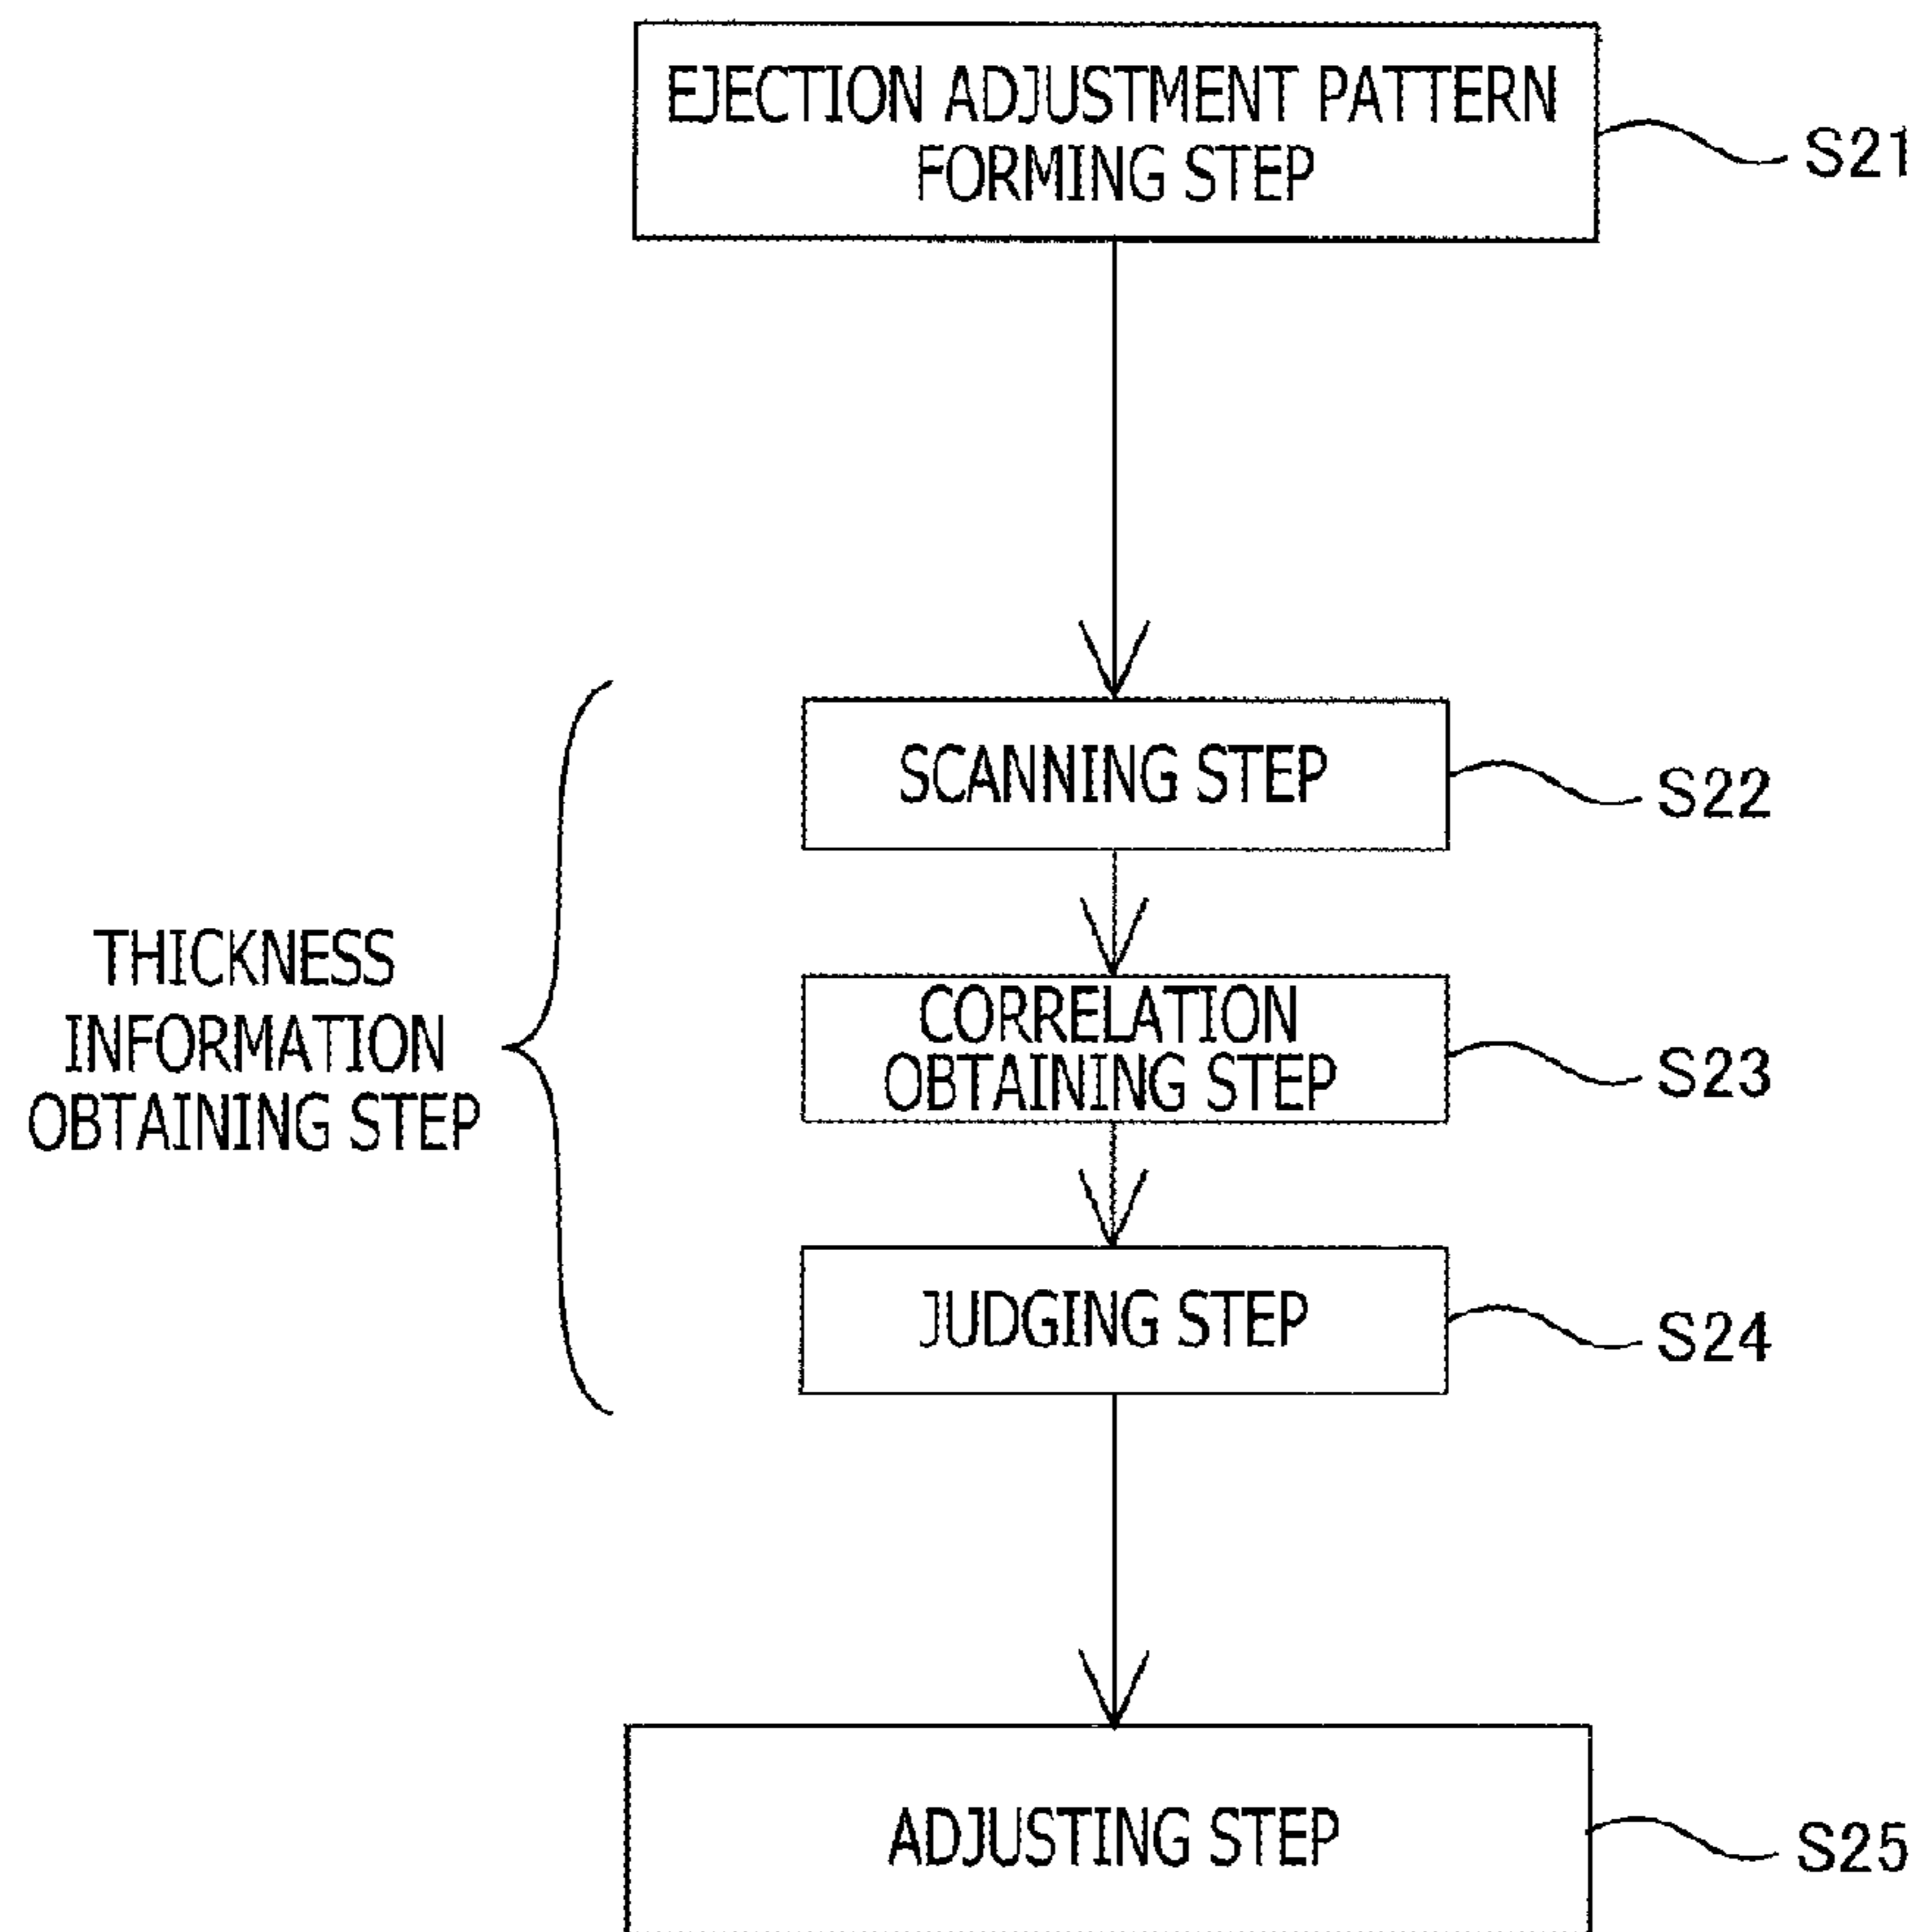 EJECTION ADJUSTMENT PATTERN
FORMING STEP
S21
SCANNING STEP
S22
THICKNESS
INFORMATION
OBTAINING STEP
CORRELATION
OBTAINING STEP
S23
JUDGING STEP
S24
ADJUSTING STEP
S25